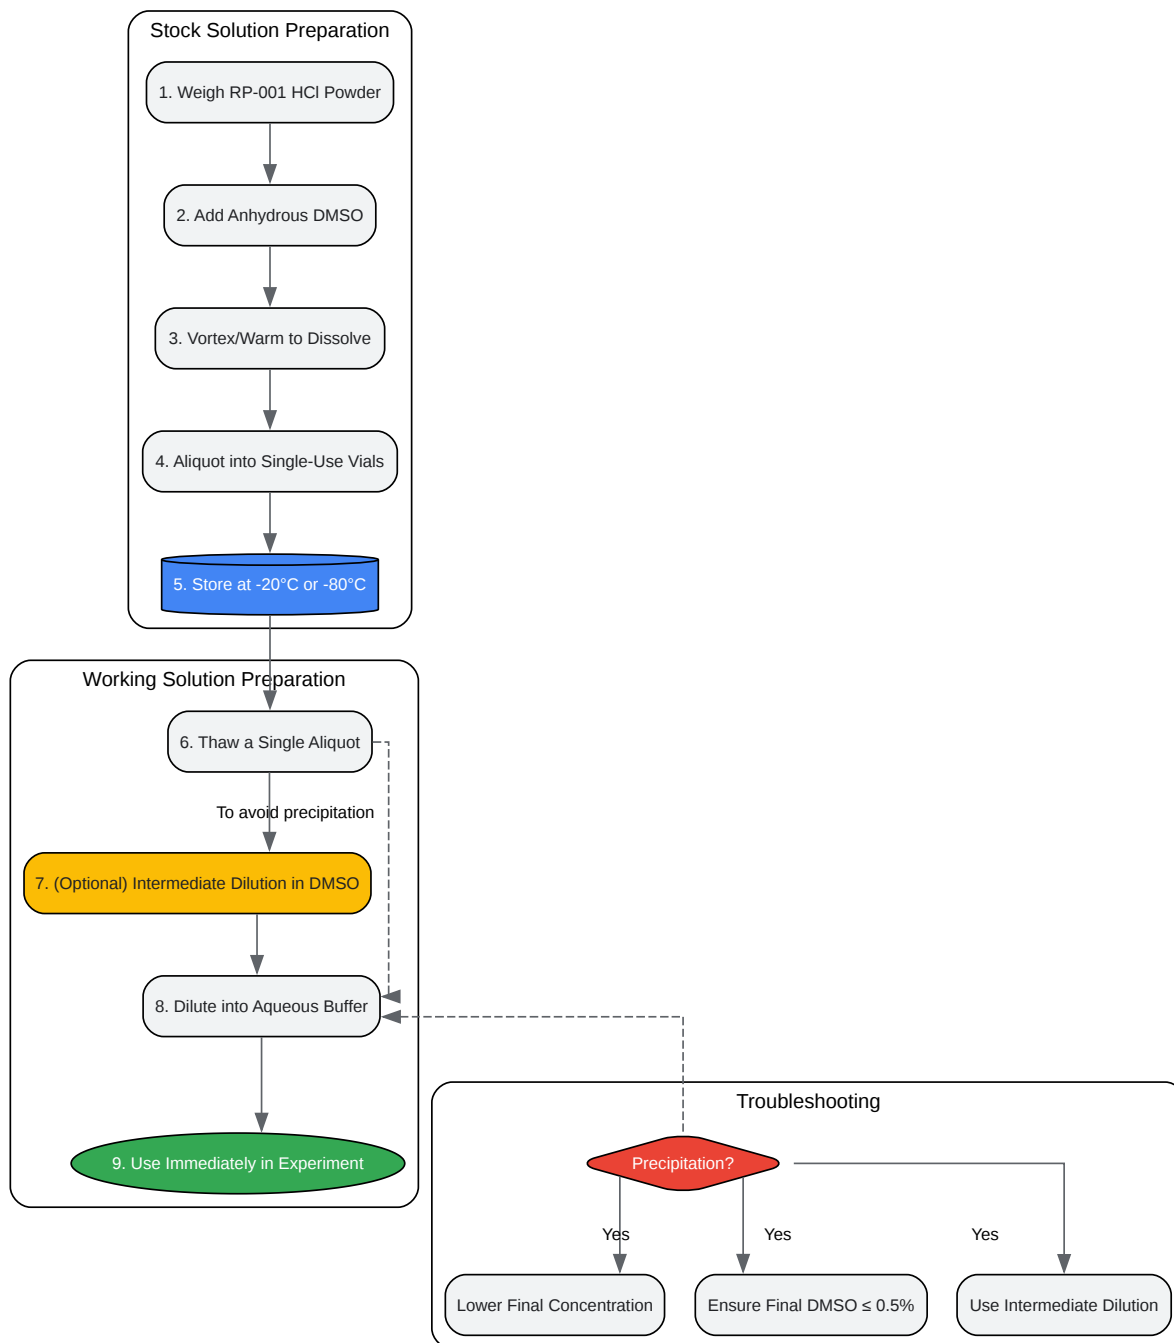 Stock Solution Preparation
1. Weigh RP-001 HCl Powder
2. Add Anhydrous DMSO
3. Vortex/Warm to Dissolve
4. Aliquot into Single-Use Vials
5. Store at -20°C or -80°C
Working Solution Preparation
6. Thaw a Single Aliquot
To avoid precipitation
7. (Optional) Intermediate Dilution in DMSO
8. Dilute into Aqueous Buffer
9. Use Immediately in Experiment
Troubleshooting
Precipitation?
Yes
Yes
Yes
Lower Final Concentration
Ensure Final DMSO ≤ 0.5%
Use Intermediate Dilution